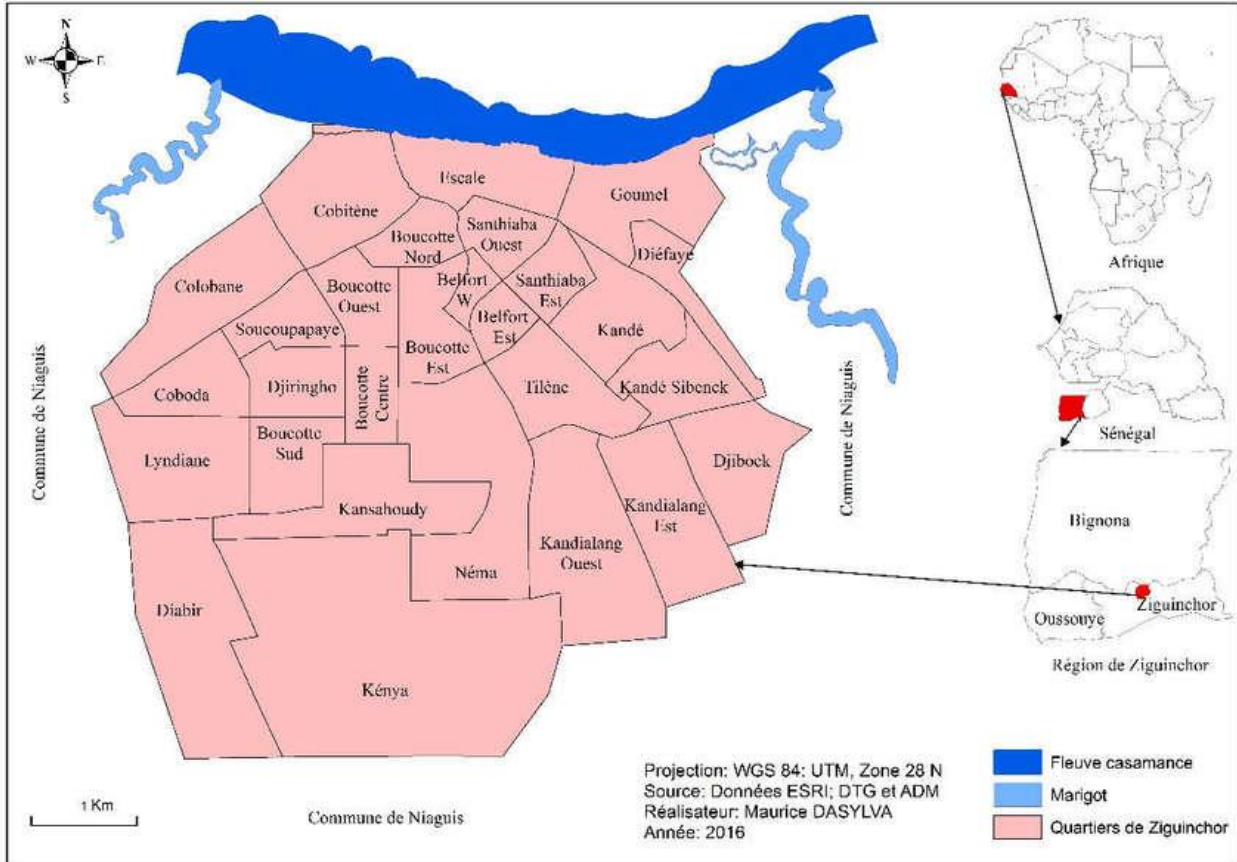 N
W E
S
Escale
Goumel
Cobitène
Santhiaba
Ouest
Boucotte
Nord
Diéfaye
Colobane
Boucotte
Ouest
Belfort
W
Santhiaba
Est
Soucoupapaye
Belfort
Est
Kandé
Boucotte
Est
Coboda
Djiringho
Boucotte
Centre
Tilène
Kandé Sibenck
Lyndiane
Boucotte
Sud
Djibock
Kansahoudy
Kandialang
Est
Kandialang
Ouest
Néma
Diabir
Kénya
Commune de Niaguis
Commune de Niaguis
Commune de Niaguis
1 Km
Afrique
Sénégal
Bignona
Ziguinchor
Oussouye
Région de Ziguinchor
Projection: WGS 84: UTM, Zone 28 N
Source: Données ESRI; DTG et ADM
Réalisateur: Maurice DASYLVA
Année: 2016
Fleuve casamance
Marigot
Quartiers de Ziguinchor